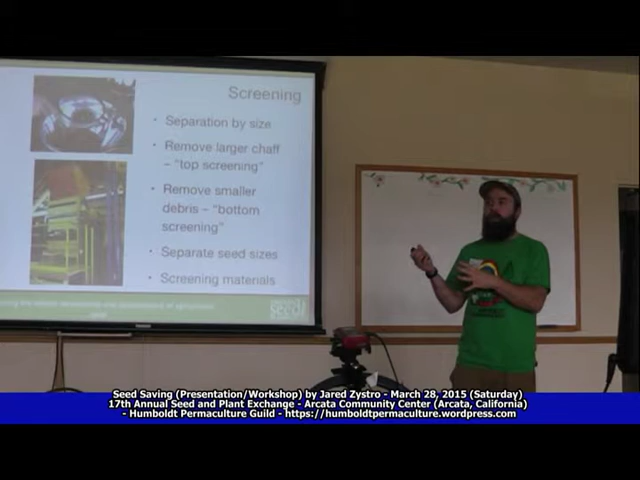 Screening
• Separation by size
• Remove larger chaff
– “top screening”
• Remove smaller
debris – “bottom
screening”
• Separate seed sizes
• Screening materials
seed
Seed Saving (Presentation/Workshop) by Jared Zystro - March 28, 2015 (Saturday)
17th Annual Seed and Plant Exchange - Arcata Community Center (Arcata, California)
- Humboldt Permaculture Guild - https://humboldtpermaculture.wordpress.com